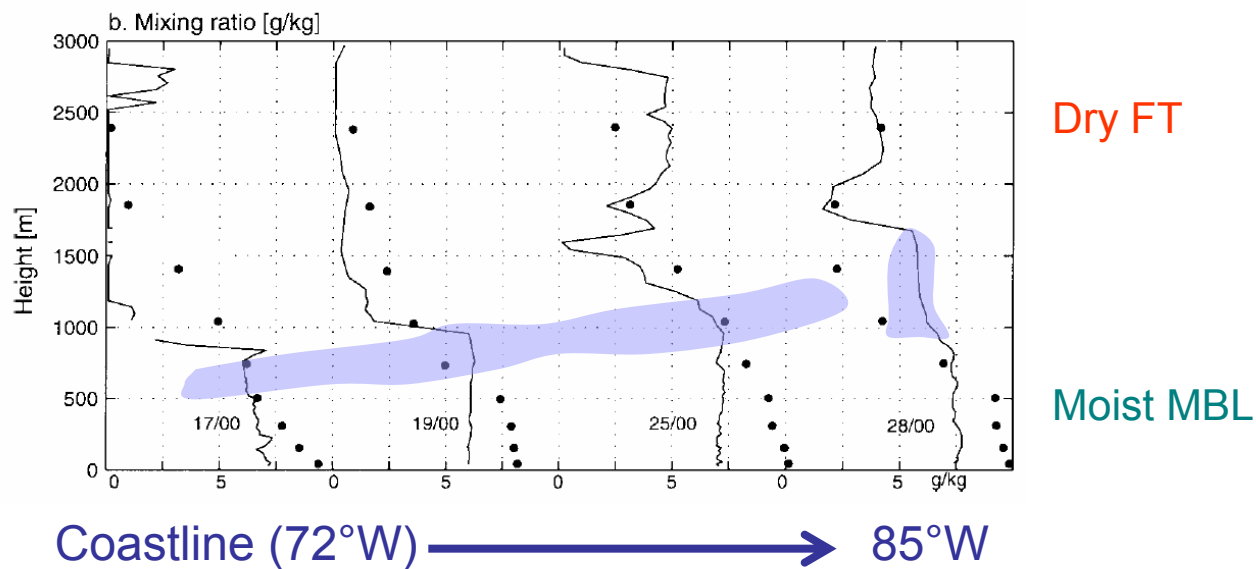 b. Mixing ratio [g/kg]
3000
2500
2000
1500
1000
500
0
Height [m]
Dry FT
Moist MBL
17/00
19/00
25/00
28/00
0 5 0 5 0 5 0 5 g/kg
Coastline (72°W) 85°W